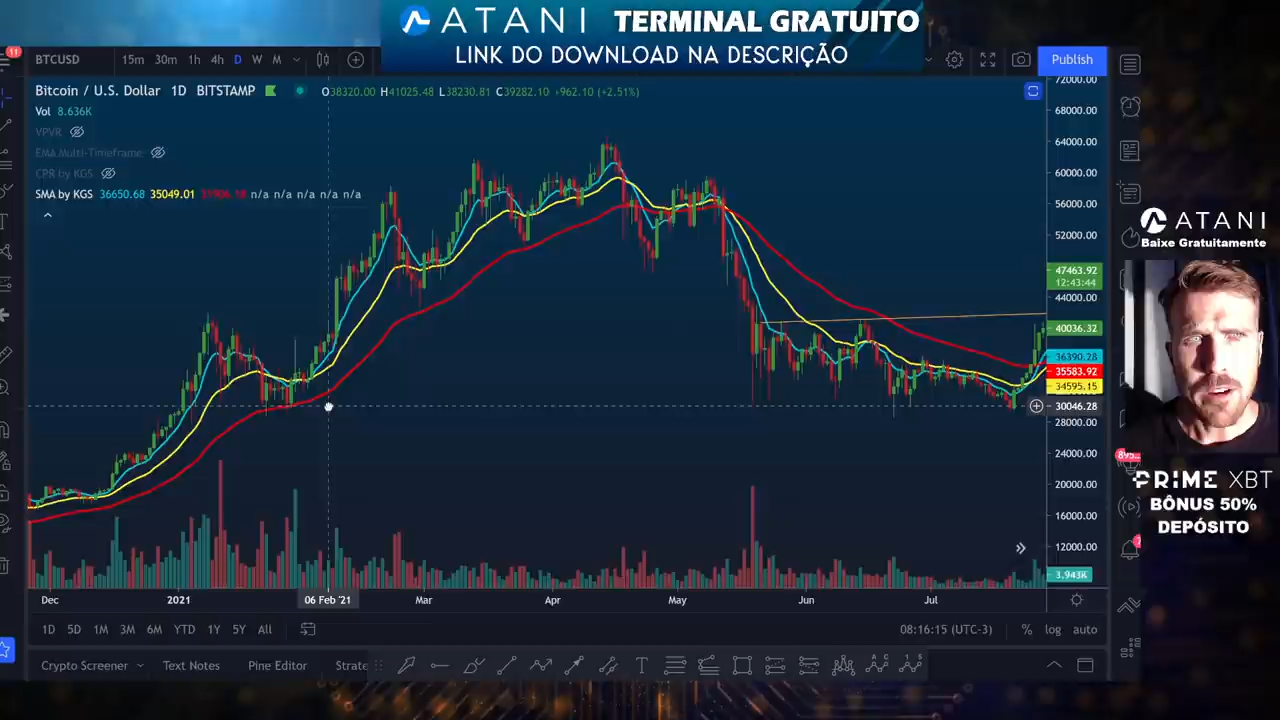 ATANI TERMINAL GRATUITO
LINK DO DOWNLOAD NA DESCRIÇÃO
11
BTCUSD 15m 30m 1h 4h D W M
Publish
Bitcoin / U.S. Dollar 1D BITSTAMP O38320.00 H41025.48 L38230.81 C39282.10 +962.10 (+2.51%)
Vol 8.636K
VPVR
EMA Multi-Timeframe
CPR by KGS
SMA by KGS 36650.68 35049.01 31906.18 n/a n/a n/a n/a n/a
72000.00
68000.00
64000.00
60000.00
56000.00
52000.00
47463.92
12:43:44
44000.00
40036.32
36390.28
35583.92
34595.15
30046.28
28000.00
24000.00
20000.00
16000.00
12000.00
3.943K
Dec 2021 06 Feb '21 Mar Apr May Jun Jul
1D 5D 1M 3M 6M YTD 1Y 5Y All
08:16:15 (UTC-3) % log auto
Crypto Screener Text Notes Pine Editor Strate
ATANI
Baixe Gratuitamente
PRIME XBT
BÔNUS 50%
DEPÓSITO